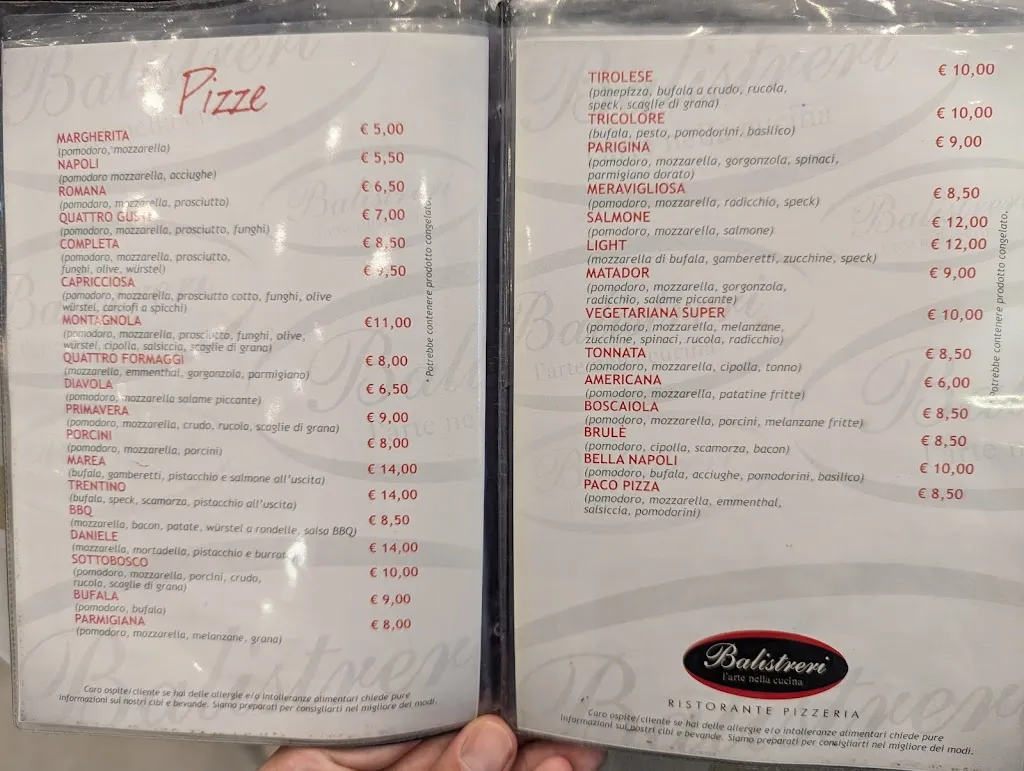 Pizze
MARGHERITA € 5,00
(pomodoro, mozzarella)
NAPOLI € 5,50
(pomodoro mozzarella, acciughe)
ROMANA € 6,50
(pomodoro, mozzarella, prosciutto)
QUATTRO GUSTI € 7,00
(pomodoro, mozzarella, prosciutto, funghi)
COMPLETA € 8,50
(pomodoro, mozzarella, prosciutto,
funghi, olive, würstel)
CAPRICCIOSA € 9,50
(pomodoro, mozzarella, prosciutto cotto, funghi, olive
würstel, carciofi a spicchi)
MONTAGNOLA €11,00
(pomodoro, mozzarella, prosciutto, funghi, olive,
würstel, cipolla, salsiccia, scaglie di grana)
QUATTRO FORMAGGI € 8,00
(mozzarella, emmenthal, gorgonzola, parmigiano)
DIAVOLA € 6,50
(pomodoro, mozzarella salame piccante)
PRIMAVERA € 9,00
(pomodoro, mozzarella, crudo, rucola, scaglie di grana)
PORCINI € 8,00
(pomodoro, mozzarella, porcini)
MAREA € 14,00
(bufala, gamberetti, pistacchio e salmone all'uscita)
TRENTINO € 14,00
(bufala, speck, scamorza, pistacchio all'uscita)
BBQ € 8,50
(mozzarella, bacon, patate, würstel a rondelle, salsa BBQ)
DANIELE € 14,00
(mozzarella, mortadella, pistacchio e
SOTTOBOSCO € 10,00
(pomodoro, mozzarella, porcini, crudo,
rucola, scaglie di grana)
BUFALA € 9,00
(pomodoro, bufala)
PARMIGIANA € 8,00
(pomodoro, mozzarella, melanzane, grana)
* Potrebbe contenere prodotto congelato.
Caro ospite/cliente se hai delle allergie e/o intolleranze alimentari chiede pure
informazioni sui nostri cibi e bevande. Siamo preparati per consigliarti nel migliore dei modi.
TIROLESE € 10,00
(panepizza, bufala a crudo, rucola,
speck, scaglie di grana)
TRICOLORE € 10,00
(bufala, pesto, pomodorini, basilico)
PARIGINA € 9,00
(pomodoro, mozzarella, gorgonzola, spinaci,
parmigiano dorato)
MERAVIGLIOSA € 8,50
(pomodoro, mozzarella, radicchio, speck)
SALMONE € 12,00
(pomodoro, mozzarella, salmone)
LIGHT € 12,00
(mozzarella di bufala, gamberetti, zucchine, speck)
MATADOR € 9,00
(pomodoro, mozzarella, gorgonzola,
radicchio, salame piccante)
VEGETARIANA SUPER € 10,00
(pomodoro, mozzarella, melanzane,
zucchine, spinaci, rucola, radicchio)
TONNATA € 8,50
(pomodoro, mozzarella, cipolla, tonno)
AMERICANA € 6,00
(pomodoro, mozzarella, patatine fritte)
BOSCAIOLA € 8,50
(pomodoro, mozzarella, porcini, melanzane fritte)
BRULÈ € 8,50
(pomodoro, cipolla, scamorza, bacon)
BELLA NAPOLI € 10,00
(pomodoro, bufala, acciughe, pomodorini, basilico)
PACO PIZZA € 8,50
(pomodoro, mozzarella, emmenthal,
salsiccia, pomodorini)
Potrebbe contenere prodotto congelato.
Balistreri
l'arte nella cucina
RISTORANTE PIZZERIA
Caro ospite/cliente se hai delle allergie e/o intolleranze alimentari chiede pure
informazioni sui nostri cibi e bevande. Siamo preparati per consigliarti nel migliore dei modi.